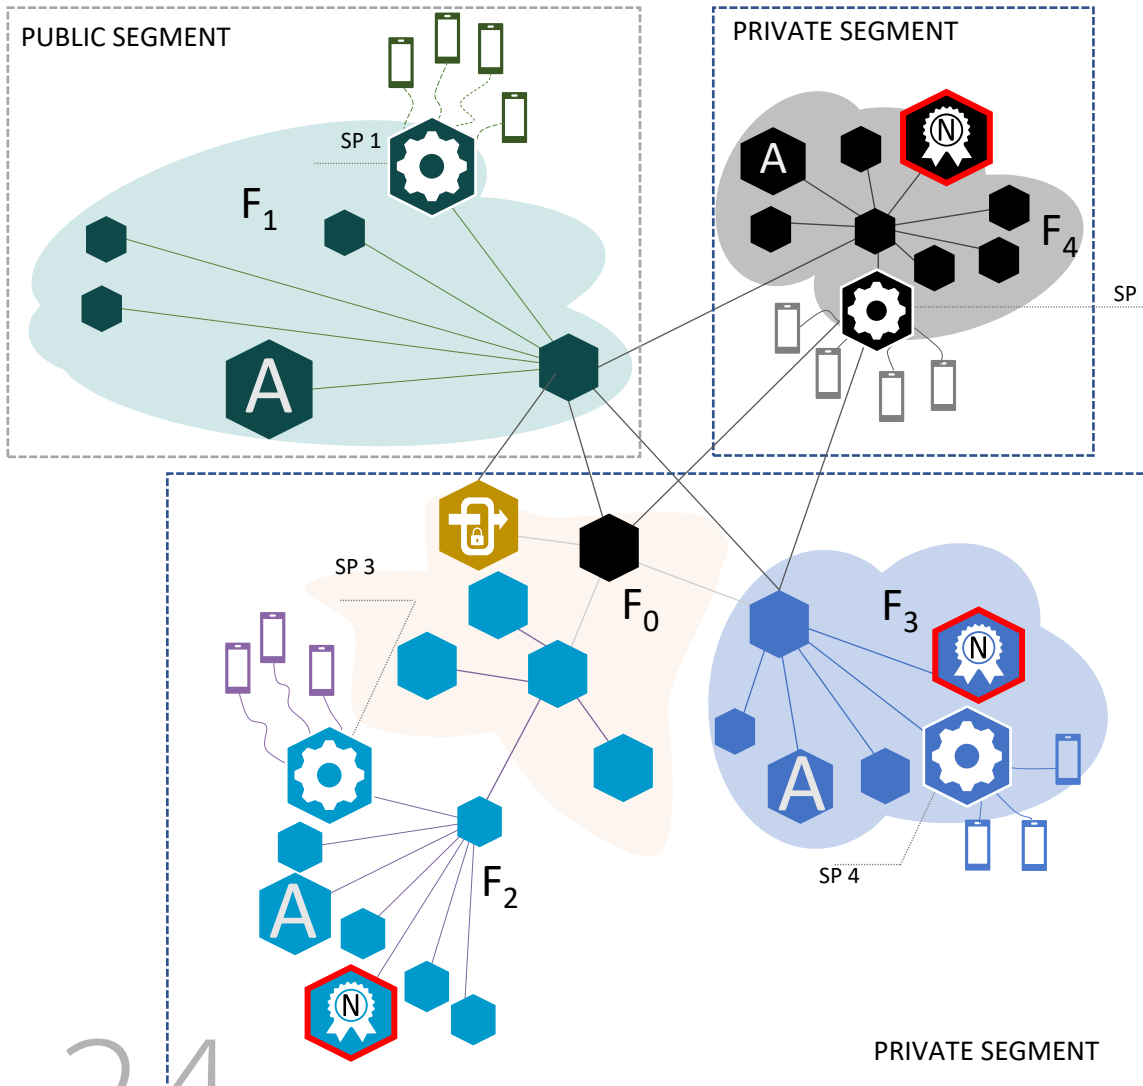 PUBLIC SEGMENT
PRIVATE SEGMENT
SP 1
N
A
F1
F4
SP
A
SP 3
F0
F3
N
A
SP 4
F2
A
N
PRIVATE SEGMENT
24